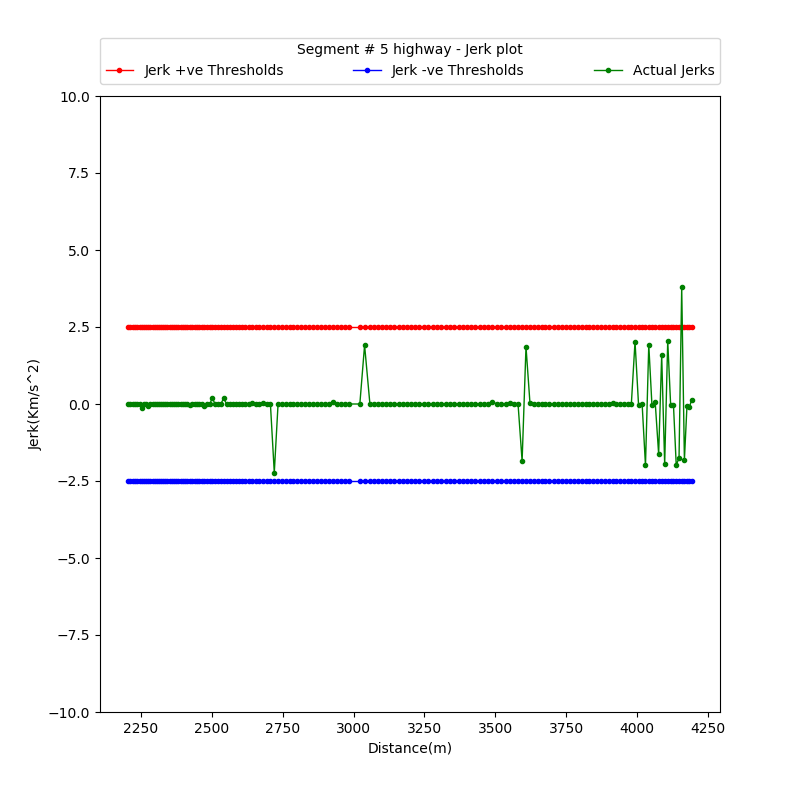 Segment # 5 highway - Jerk plot
Jerk +ve Thresholds Jerk -ve Thresholds Actual Jerks
10.0
7.5
5.0
2.5
0.0
−2.5
−5.0
−7.5
−10.0
Jerk(Km/s^2)
2250 2500 2750 3000 3250 3500 3750 4000 4250
Distance(m)